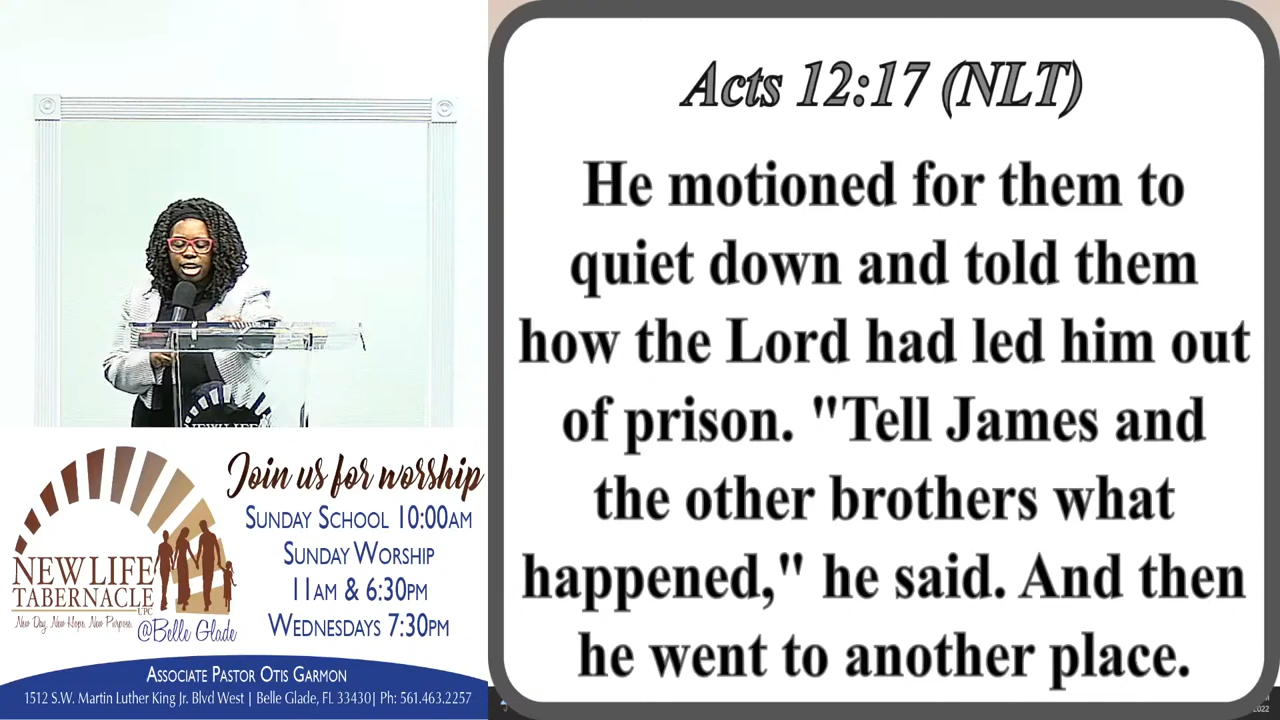 Acts 12:17 (NLT)
He motioned for them to
quiet down and told them
how the Lord had led him out
of prison. "Tell James and
the other brothers what
happened," he said. And then
he went to another place.
NEW LIFE
Join us for worship
SUNDAY SCHOOL 10:00AM
SUNDAY WORSHIP
11AM & 6:30PM
WEDNESDAYS 7:30PM
NEW LIFE
TABERNACLE
UPC
New Day. New Hope. New Purpose.
@Belle Glade
ASSOCIATE PASTOR OTIS GARMON
1512 S.W. Martin Luther King Jr. Blvd West | Belle Glade, FL 33430| Ph: 561.463.2257